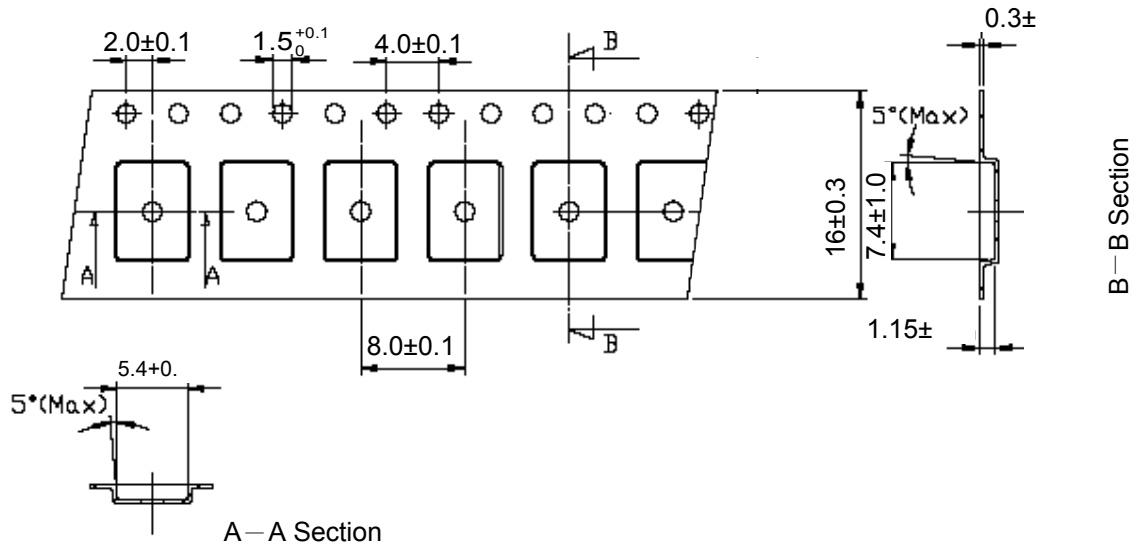 0.3±
2.0±0.1
1.5 +0.1 0
4.0±0.1
B
5°(Max)
16±0.3
7.4±1.0
B－B Section
A
A
B
1.15±
8.0±0.1
5.4+0.
5°(Max)
A－A Section